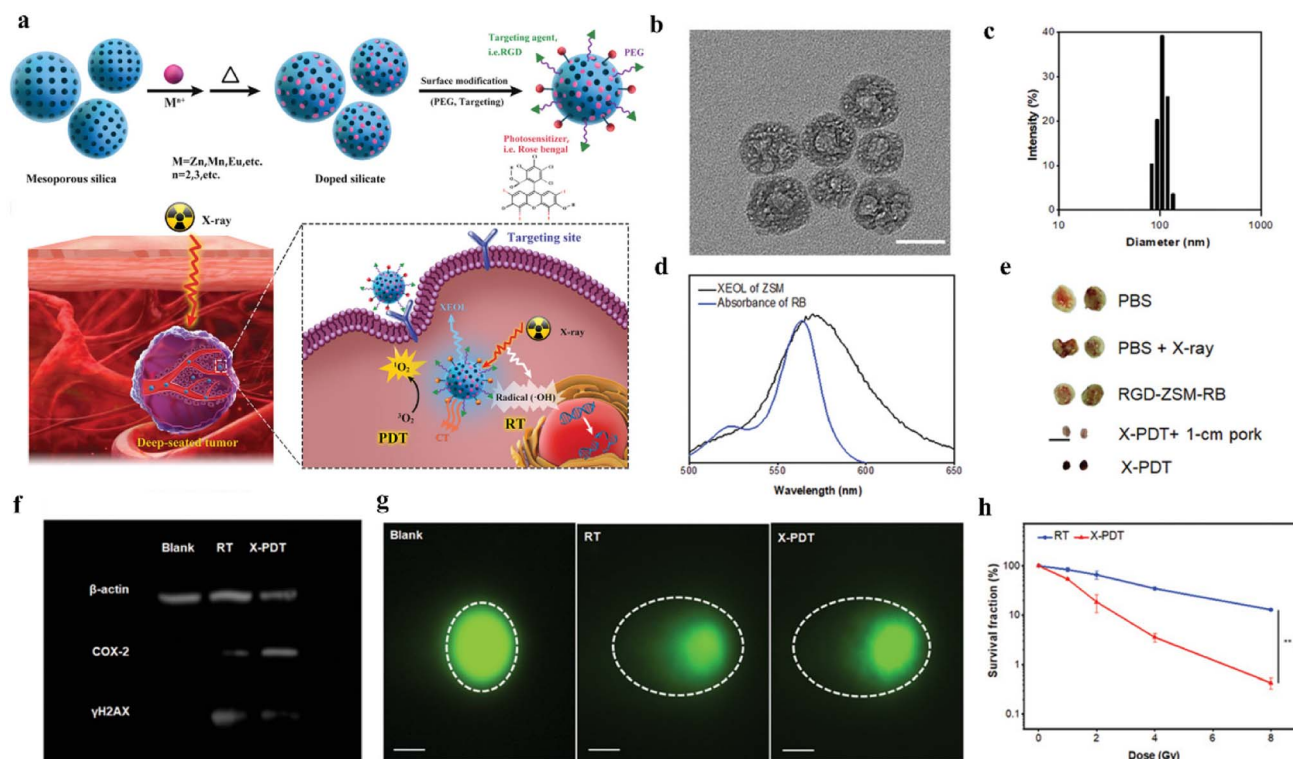 a
Mesoporous silica
Mⁿ⁺
M=Zn,Mn,Eu,etc.
n=2,3,etc.
Doped silicate
Surface modification
(PEG, Targeting)
Targeting agent,
i.e.RGD
PEG
Photosensitizer,
i.e. Rose bengal
X-ray
Deep-seated tumor
Targeting site
XEOL
X-ray
¹O₂
³O₂
PDT
CT
Radical (·OH)
RT
b
c
Intensity (%)
40
30
20
10
0
10
100
1000
Diameter (nm)
d
XEOL of ZSM
Absorbance of RB
500
550
600
650
Wavelength (nm)
e
PBS
PBS + X-ray
RGD-ZSM-RB
X-PDT+ 1-cm pork
X-PDT
f
Blank
RT
X-PDT
β-actin
COX-2
γH2AX
g
Blank
RT
X-PDT
h
RT
X-PDT
Survival fraction (%)
100
10
1
0.1
**
0
2
4
6
8
Dose (Gy)